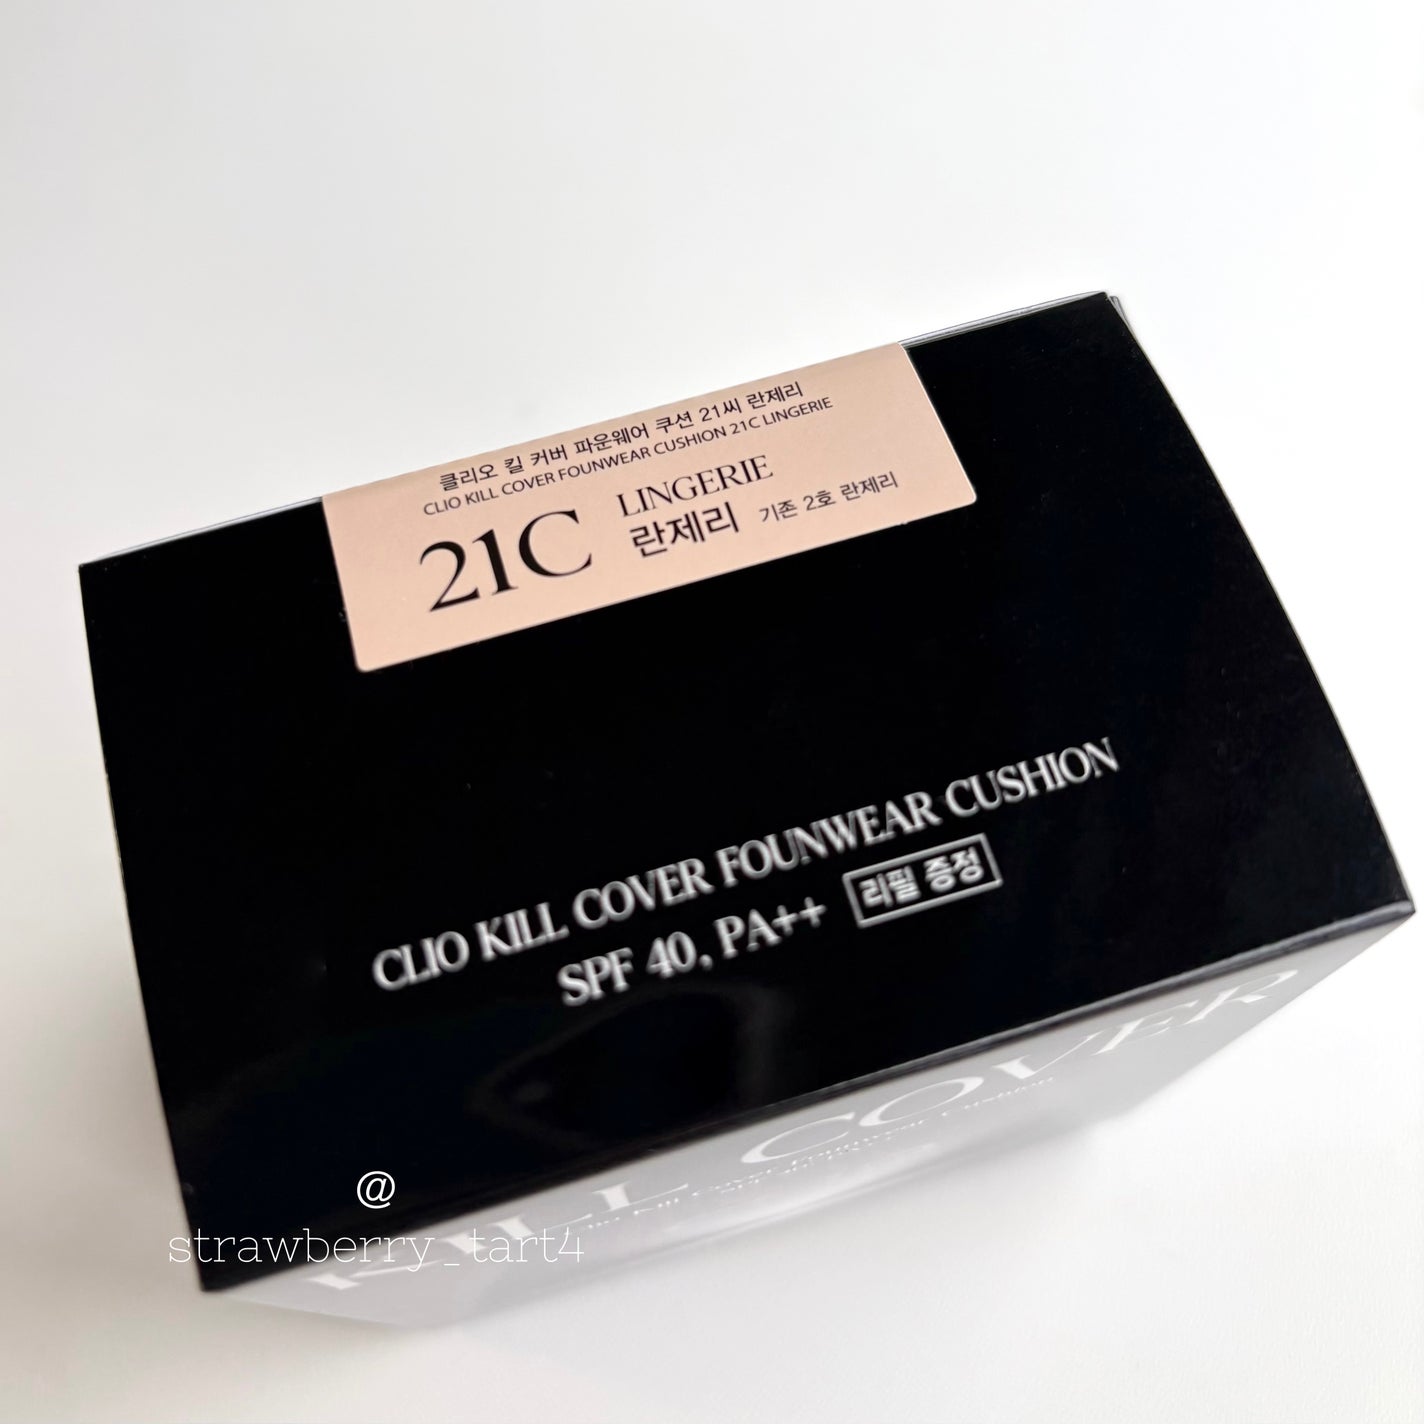 클리오 킬 커버 파운웨어 쿠션 21씨 란제리
CLIO KILL COVER FOUNWEAR CUSHION 21C LINGERIE
21C
LINGERIE
란제리 기존 2호 란제리
CLIO KILL COVER FOUNWEAR CUSHION
SPF 40, PA++ 리필 증정
KILL COVER
@
strawberry_tart4